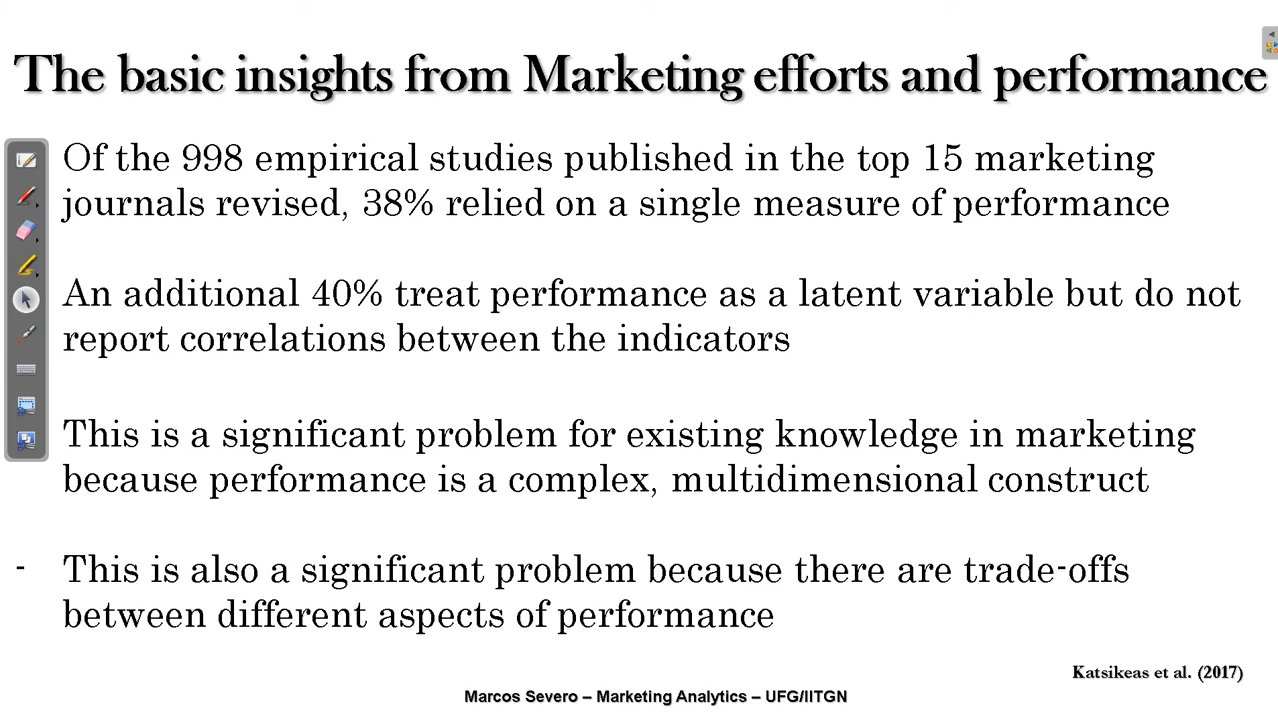 The basic insights from Marketing efforts and performance
Of the 998 empirical studies published in the top 15 marketing
journals revised, 38% relied on a single measure of performance
An additional 40% treat performance as a latent variable but do not
report correlations between the indicators
This is a significant problem for existing knowledge in marketing
because performance is a complex, multidimensional construct
- This is also a significant problem because there are trade-offs
between different aspects of performance
Katsikeas et al. (2017)
Marcos Severo – Marketing Analytics – UFG/IITGN